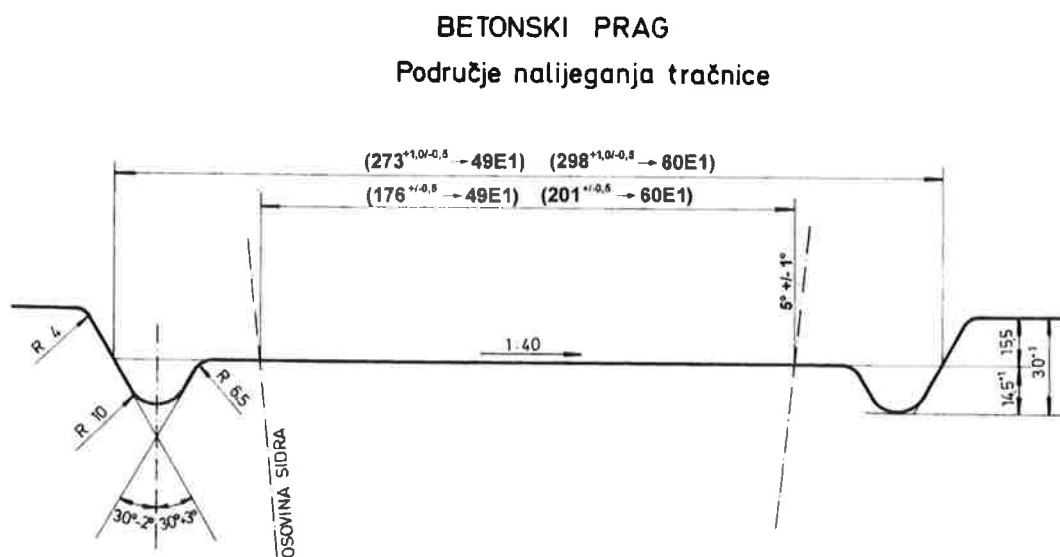 BETONSKI PRAG
Područje nalijeganja tračnice
(273+1,0/-0,5 → 49E1) (298+1,0/-0,5 → 60E1)
(176+/-0,5 → 49E1) (201+/-0,5 → 60E1)
5° +/- 1°
R 4
1:40
15,5
30-1
14,5-1
R 6,5
R 10
OSOVINA SIDRA
30°-2° 30°+3°